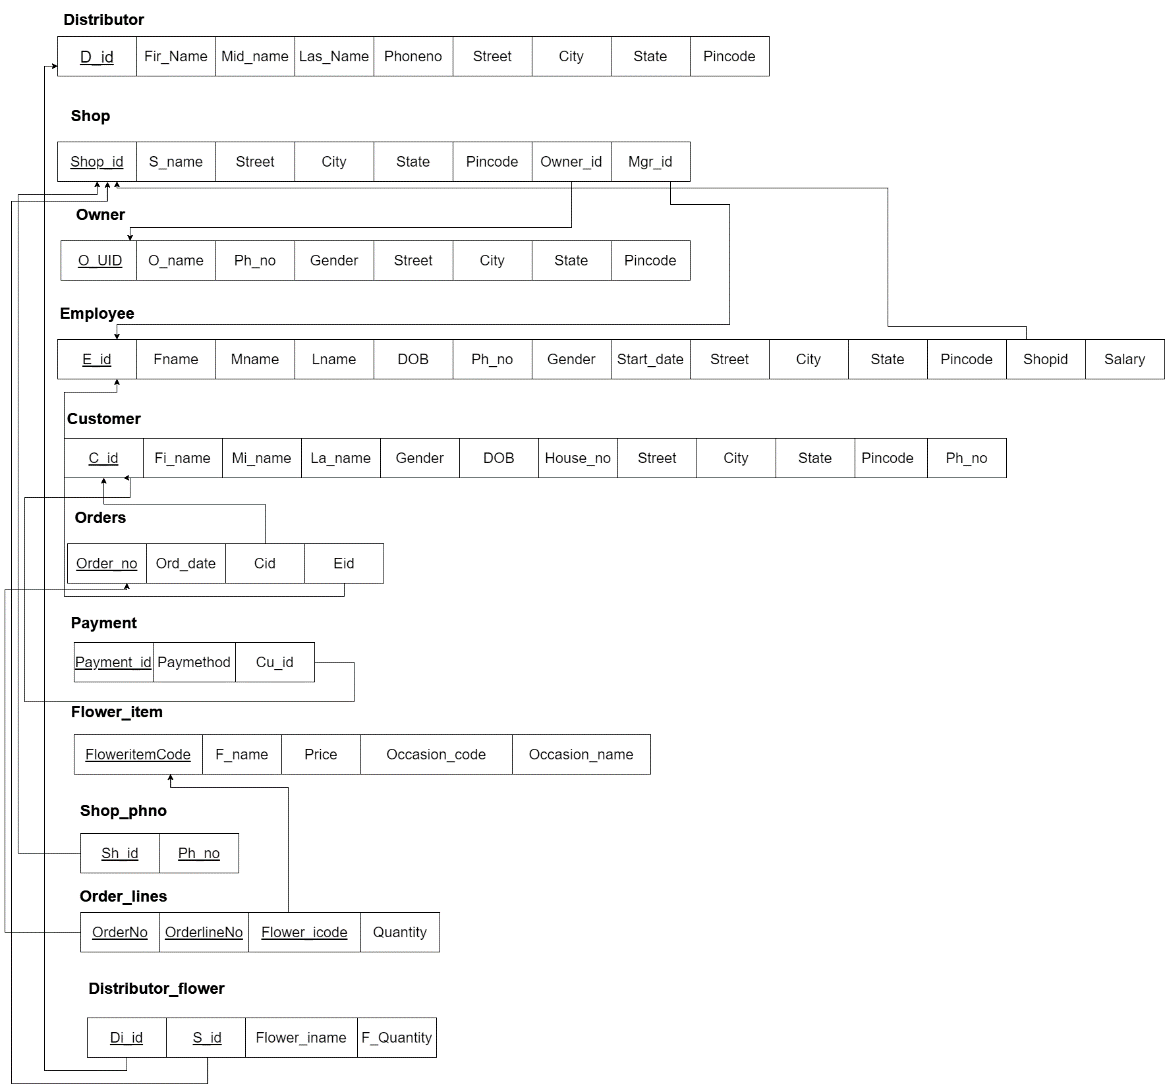 Distributor
D_id Fir_Name Mid_name Las_Name Phoneno Street City State Pincode
Shop
Shop_id S_name Street City State Pincode Owner_id Mgr_id
Owner
O_UID O_name Ph_no Gender Street City State Pincode
Employee
E_id Fname Mname Lname DOB Ph_no Gender Start_date Street City State Pincode Shopid Salary
Customer
C_id Fi_name Mi_name La_name Gender DOB House_no Street City State Pincode Ph_no
Orders
Order_no Ord_date Cid Eid
Payment
Payment_id Paymethod Cu_id
Flower_item
FloweritemCode F_name Price Occasion_code Occasion_name
Shop_phno
Sh_id Ph_no
Order_lines
OrderNo OrderlineNo Flower_icode Quantity
Distributor_flower
Di_id S_id Flower_iname F_Quantity